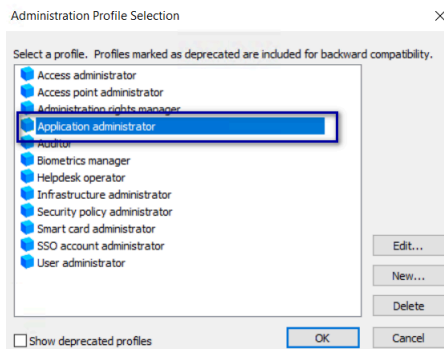 Administration Profile Selection
Select a profile. Profiles marked as deprecated are included for backward compatibility.
Access administrator
Access point administrator
Administration rights manager
Application administrator
Auditor
Biometrics manager
Helpdesk operator
Infrastructure administrator
Security policy administrator
Smart card administrator
SSO account administrator
User administrator
Edit...
New...
Delete
Show deprecated profiles
OK
Cancel